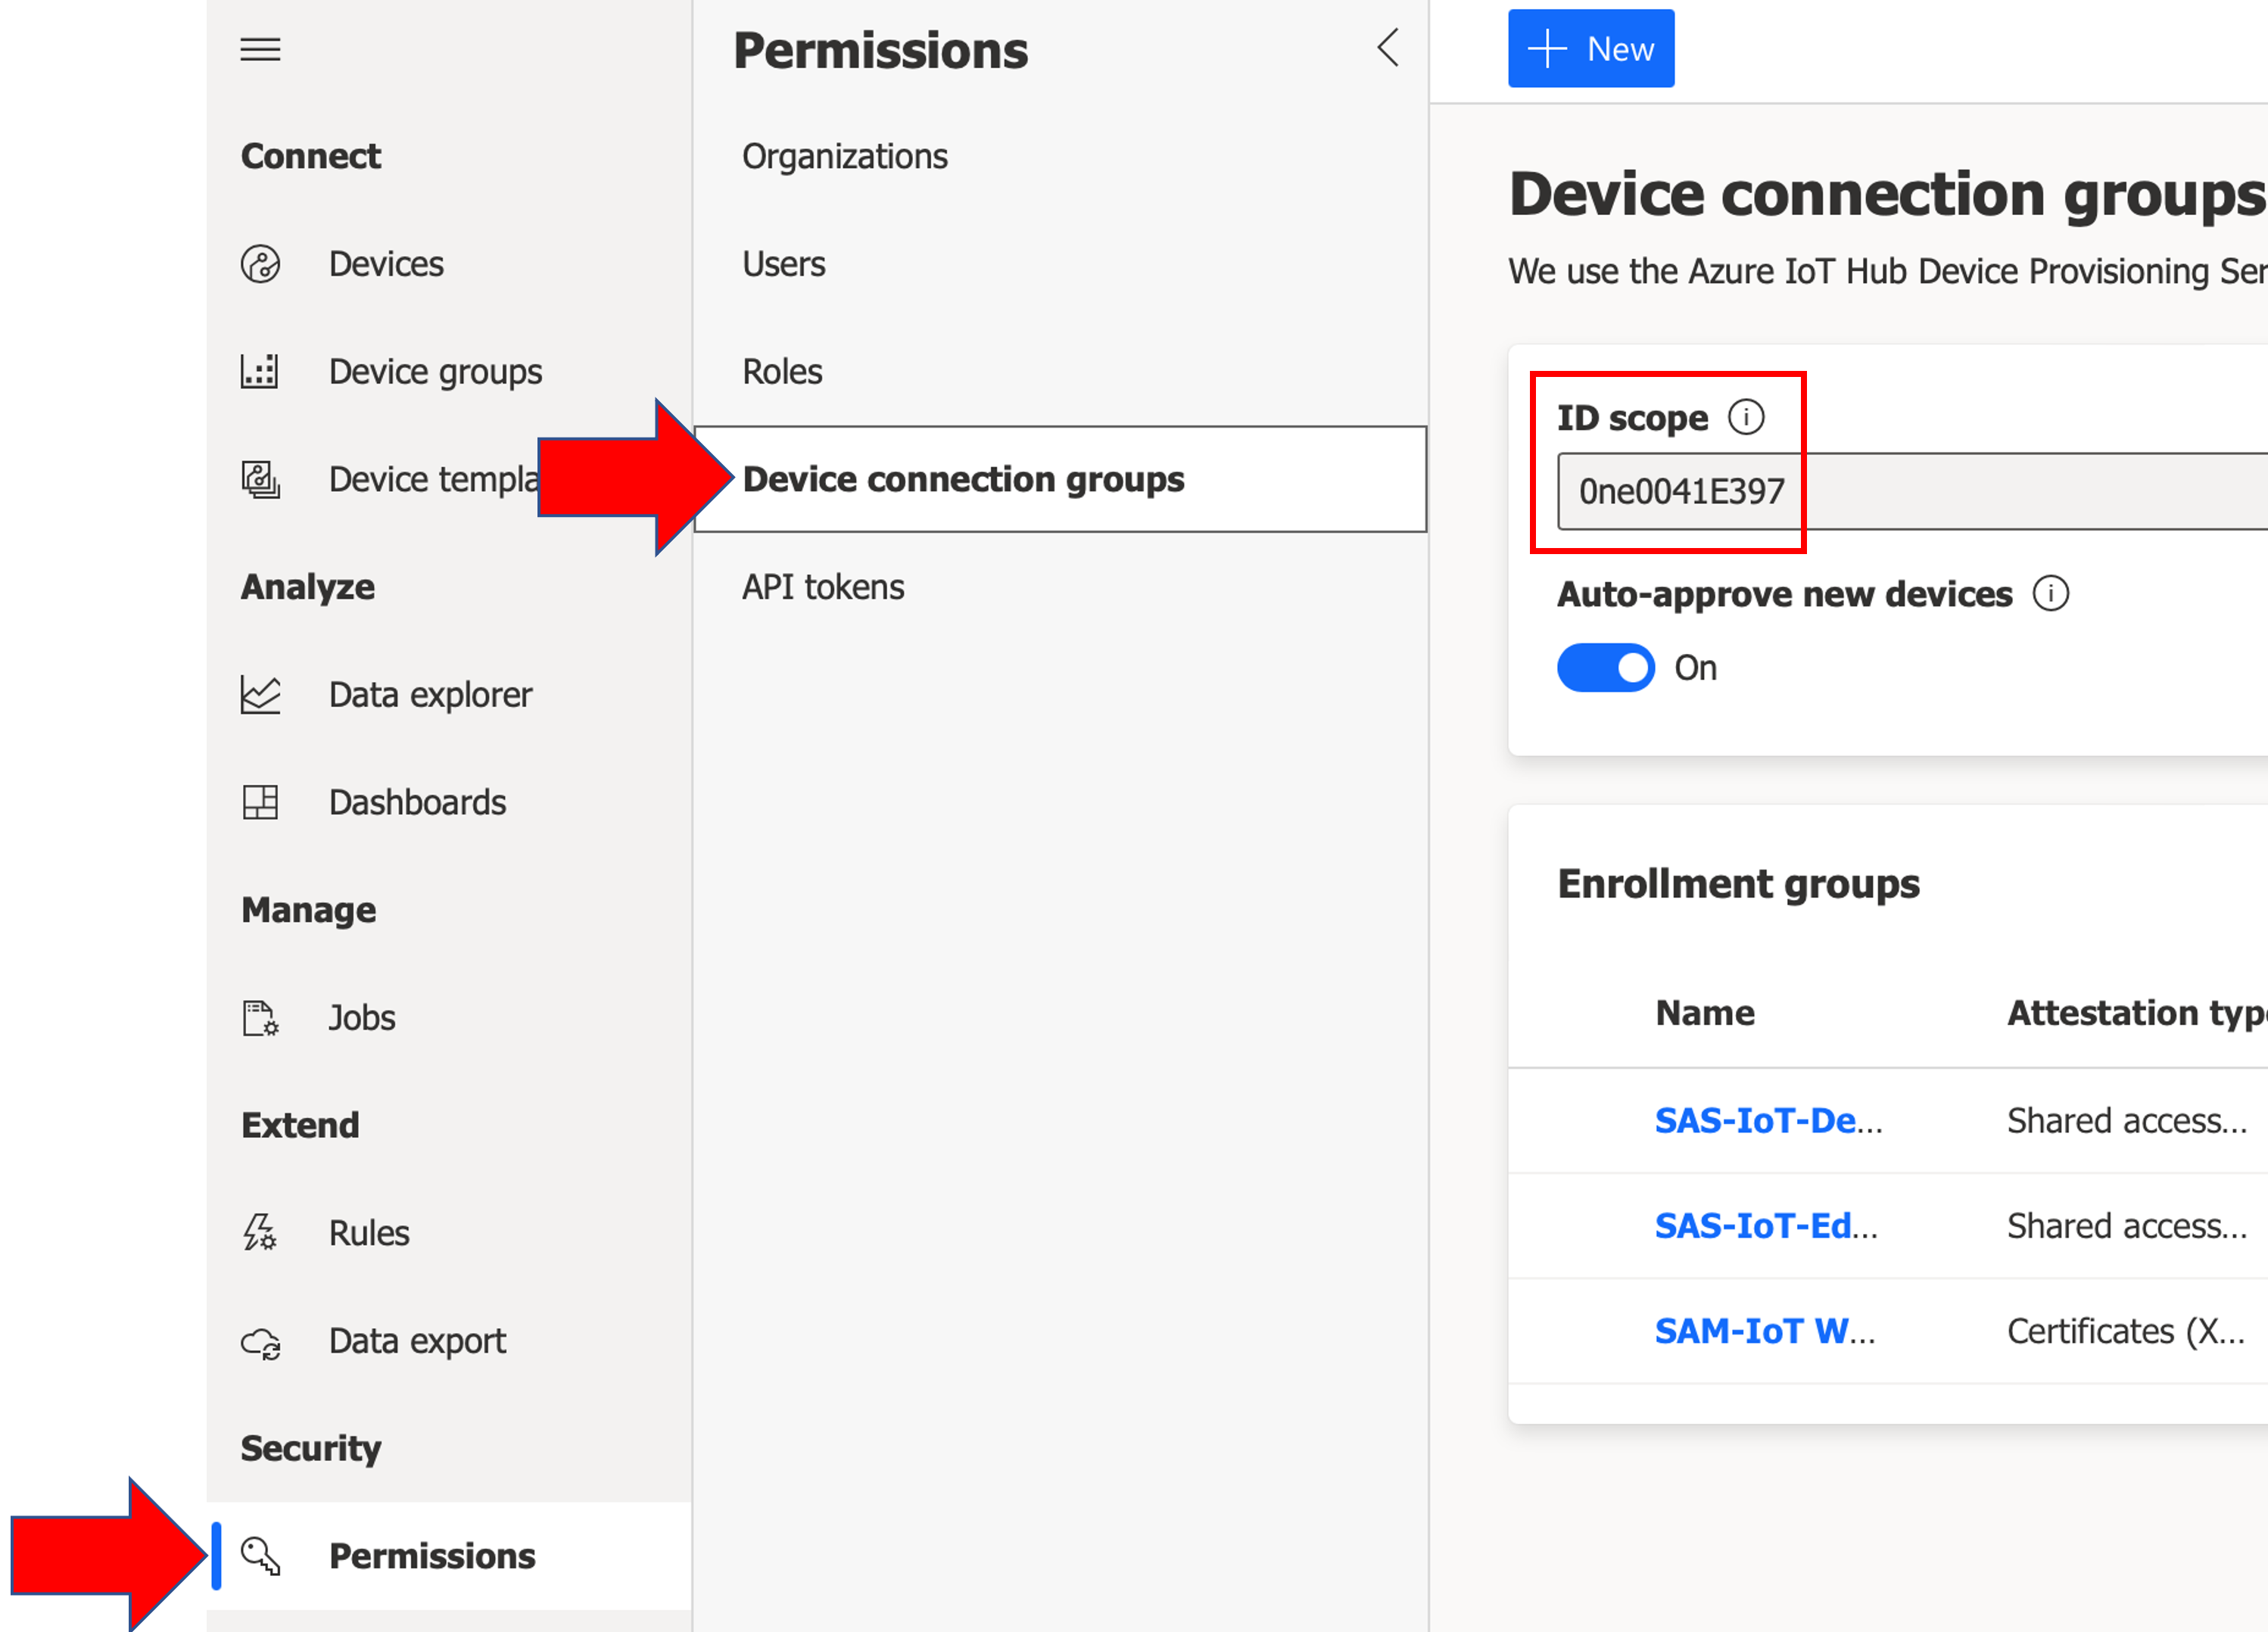 Connect
Devices
Device groups
Device templa
Analyze
Data explorer
Dashboards
Manage
Jobs
Extend
Rules
Data export
Security
Permissions
Permissions
Organizations
Users
Roles
Device connection groups
API tokens
New
Device connection groups
We use the Azure IoT Hub Device Provisioning Ser
ID scope
0ne0041E397
Auto-approve new devices
On
Enrollment groups
Name Attestation type
SAS-IoT-De... Shared access...
SAS-IoT-Ed... Shared access...
SAM-IoT W... Certificates (X...